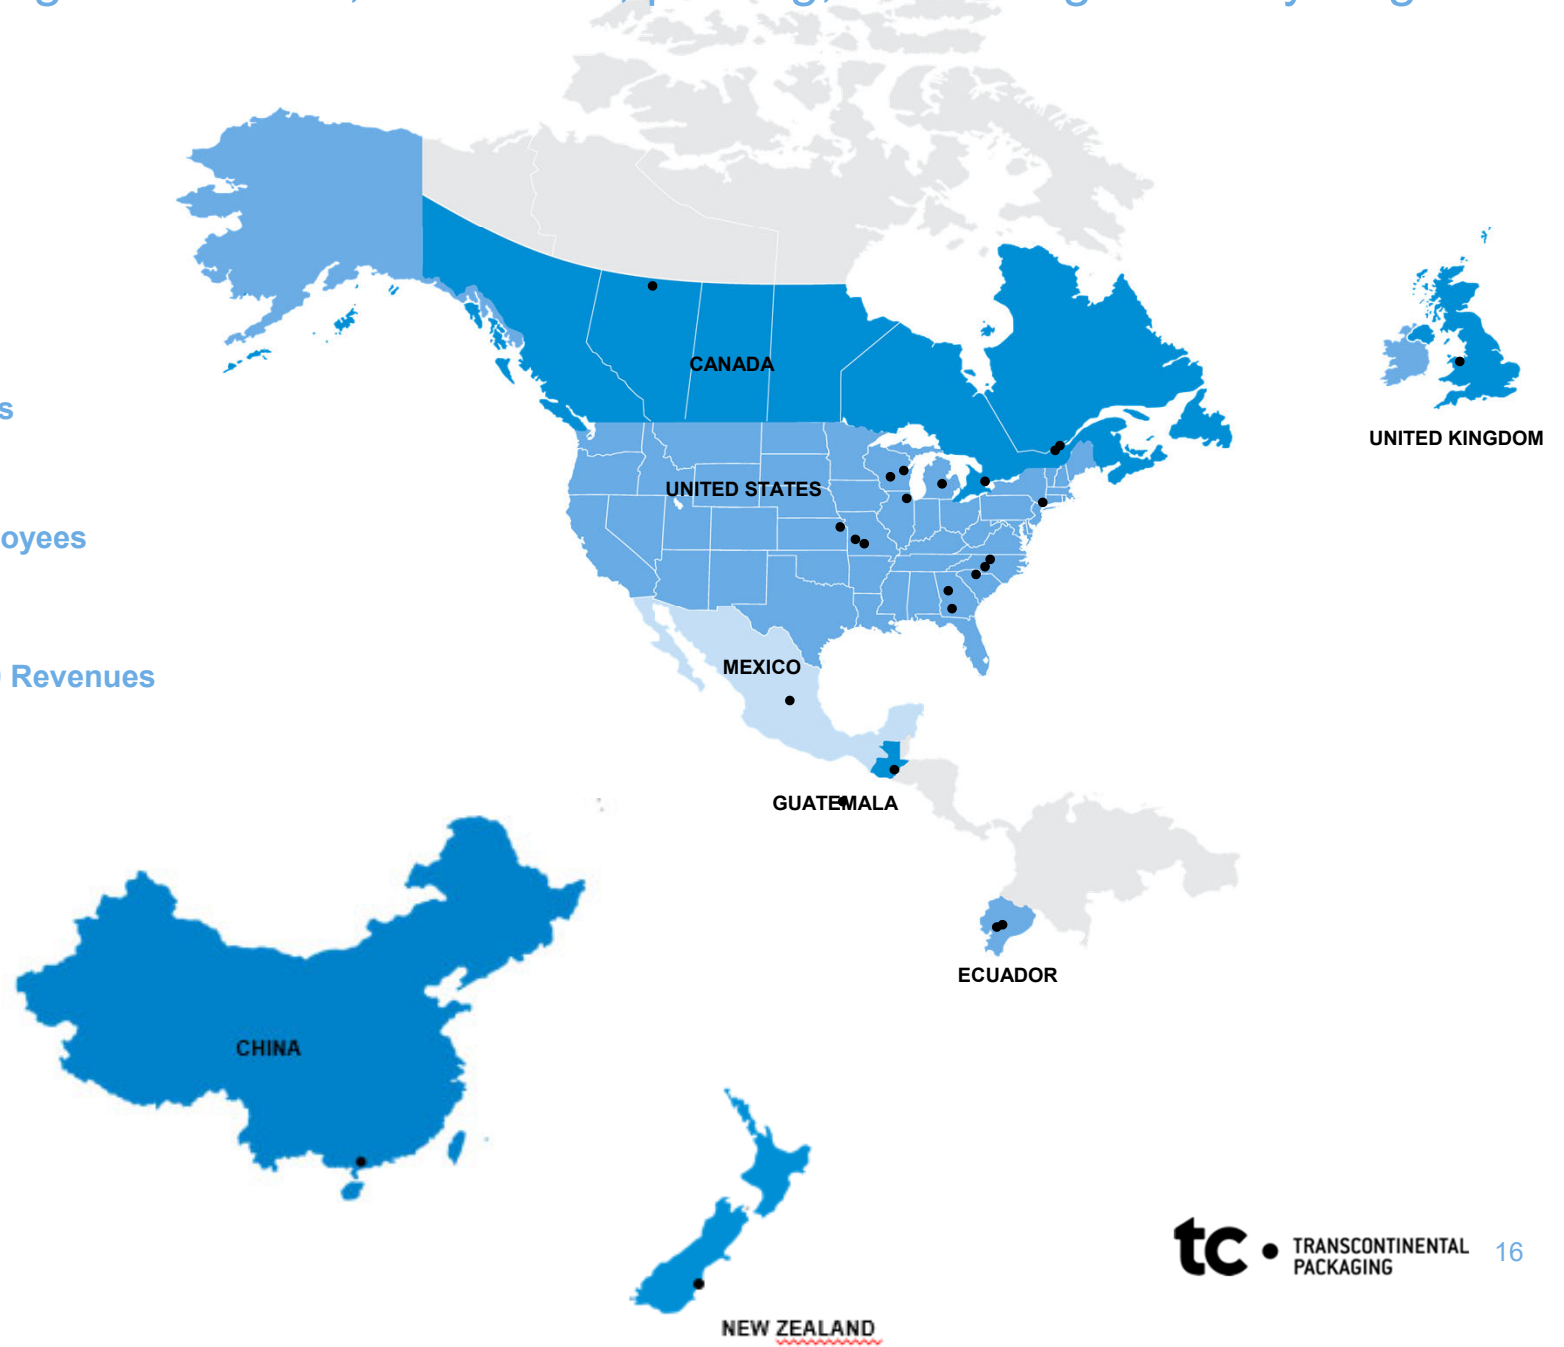 CANADA
UNITED KINGDOM
UNITED STATES
oyees
Revenues
MEXICO
GUATEMALA
ECUADOR
CHINA
NEW ZEALAND
tc • TRANSCONTINENTAL
PACKAGING
16